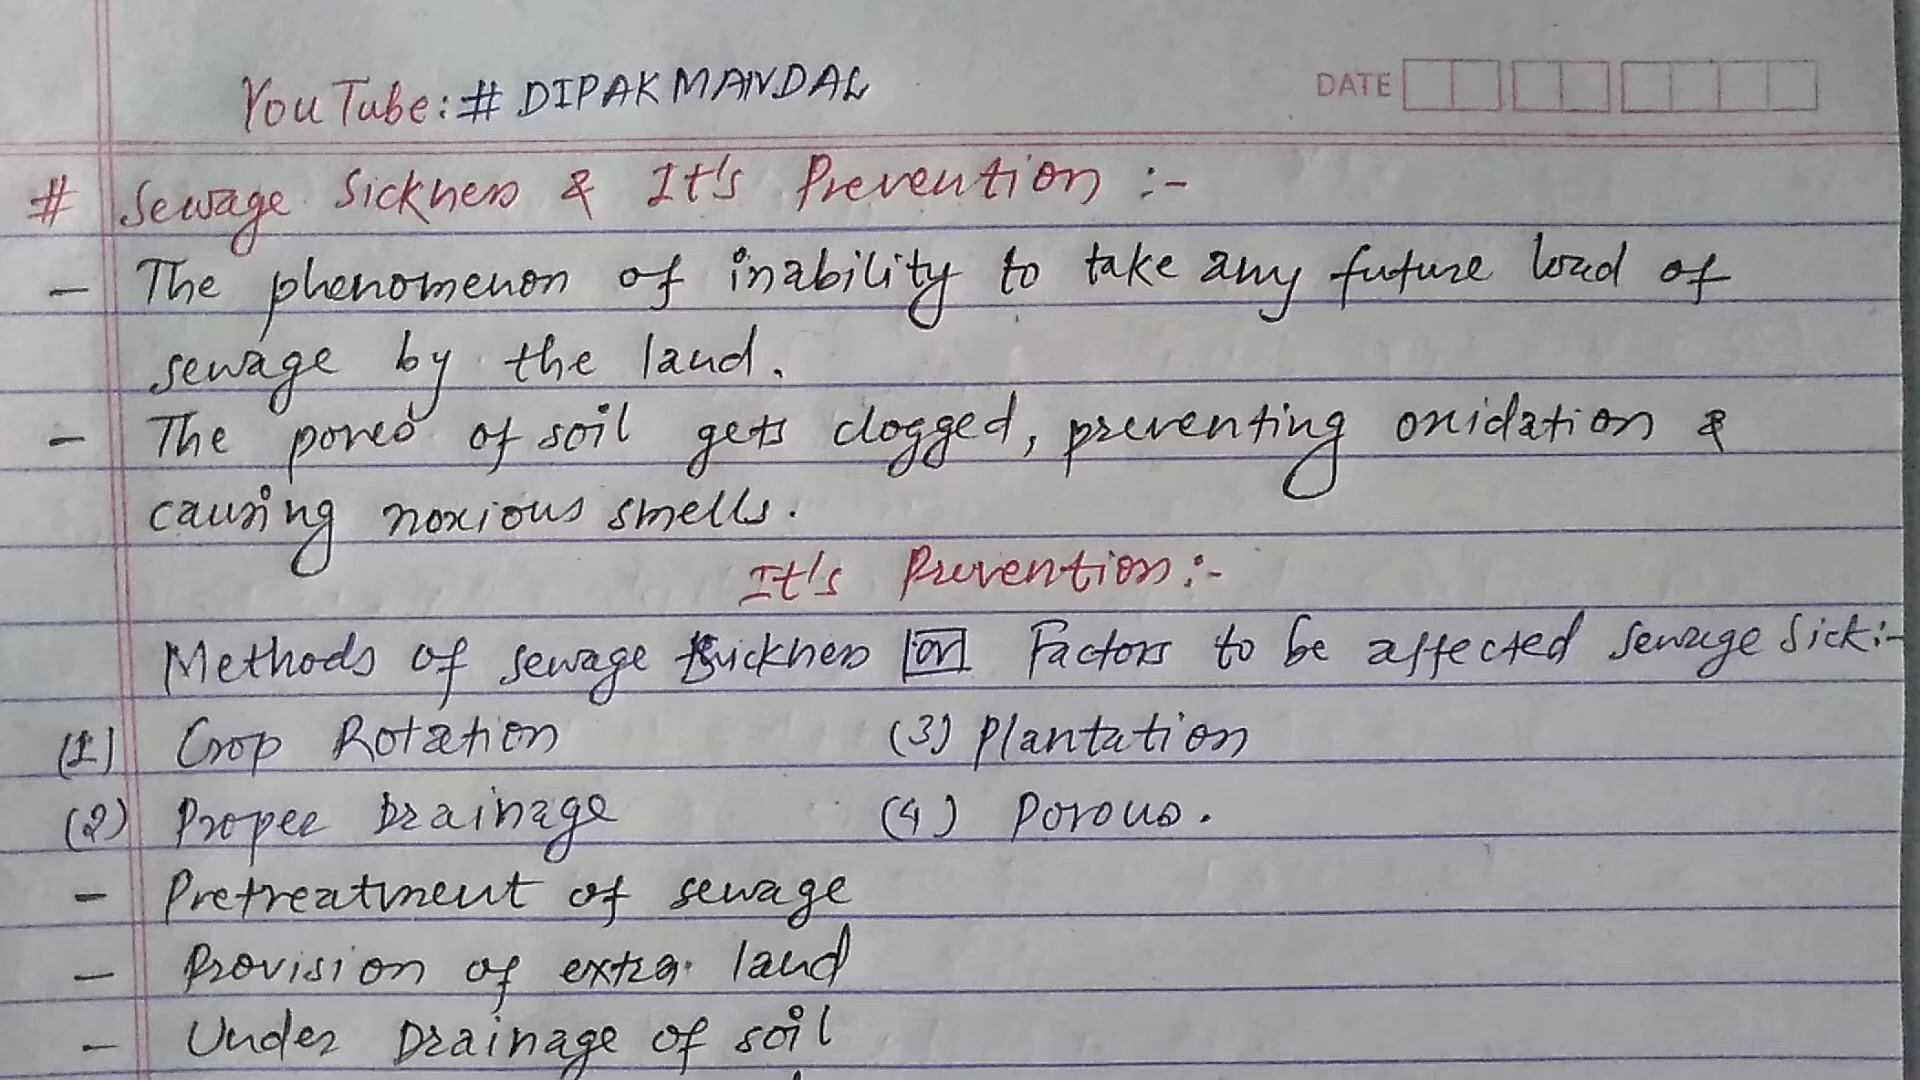 YouTube:# DIPAK MANDAL
DATE
# Sewage Sickness & It's Prevention :-
- The phenomenon of inability to take any future load of
sewage by the land.
- The pores of soil gets clogged, preventing oxidation &
causing noxious smells.
It's Prevention :-
Methods of sewage sickness or Factors to be affected sewage sick:-
(1) Crop Rotation (3) Plantation
(2) Proper Drainage (4) Porous.
- Pretreatment of sewage
- Provision of extra land
- Under Drainage of soil